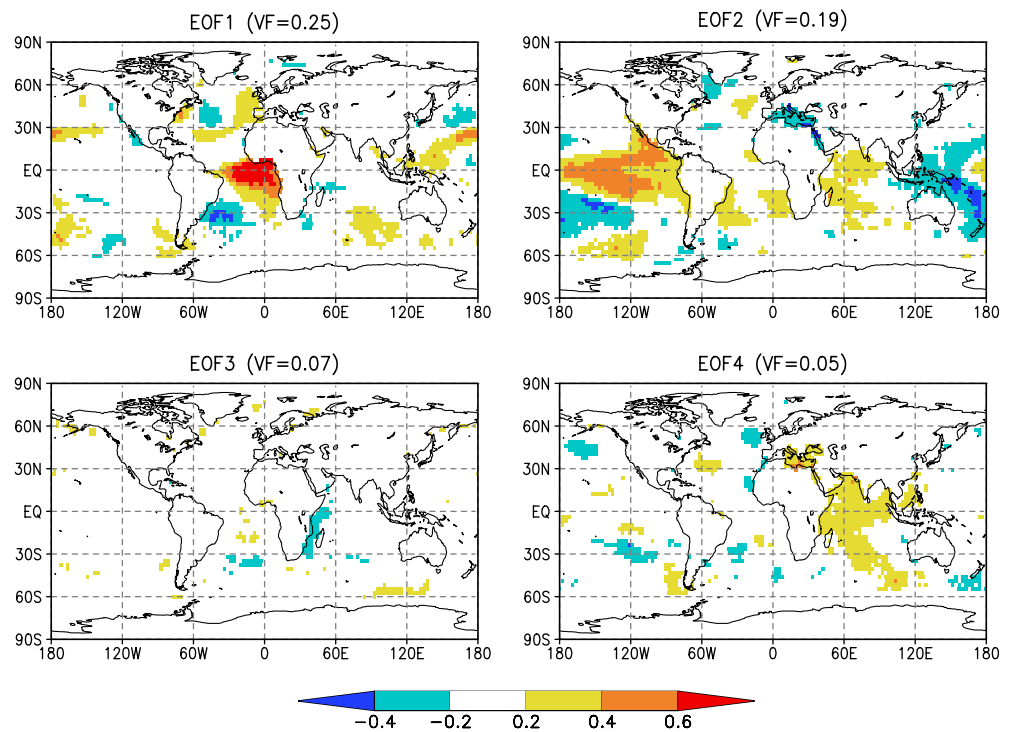 EOF1 (VF=0.25)
90N
60N
30N
EQ
30S
60S
90S
180 120W 60W 0 60E 120E 180
EOF2 (VF=0.19)
90N
60N
30N
EQ
30S
60S
90S
180 120W 60W 0 60E 120E 180
EOF3 (VF=0.07)
90N
60N
30N
EQ
30S
60S
90S
180 120W 60W 0 60E 120E 180
EOF4 (VF=0.05)
90N
60N
30N
EQ
30S
60S
90S
180 120W 60W 0 60E 120E 180
−0.4 −0.2 0.2 0.4 0.6